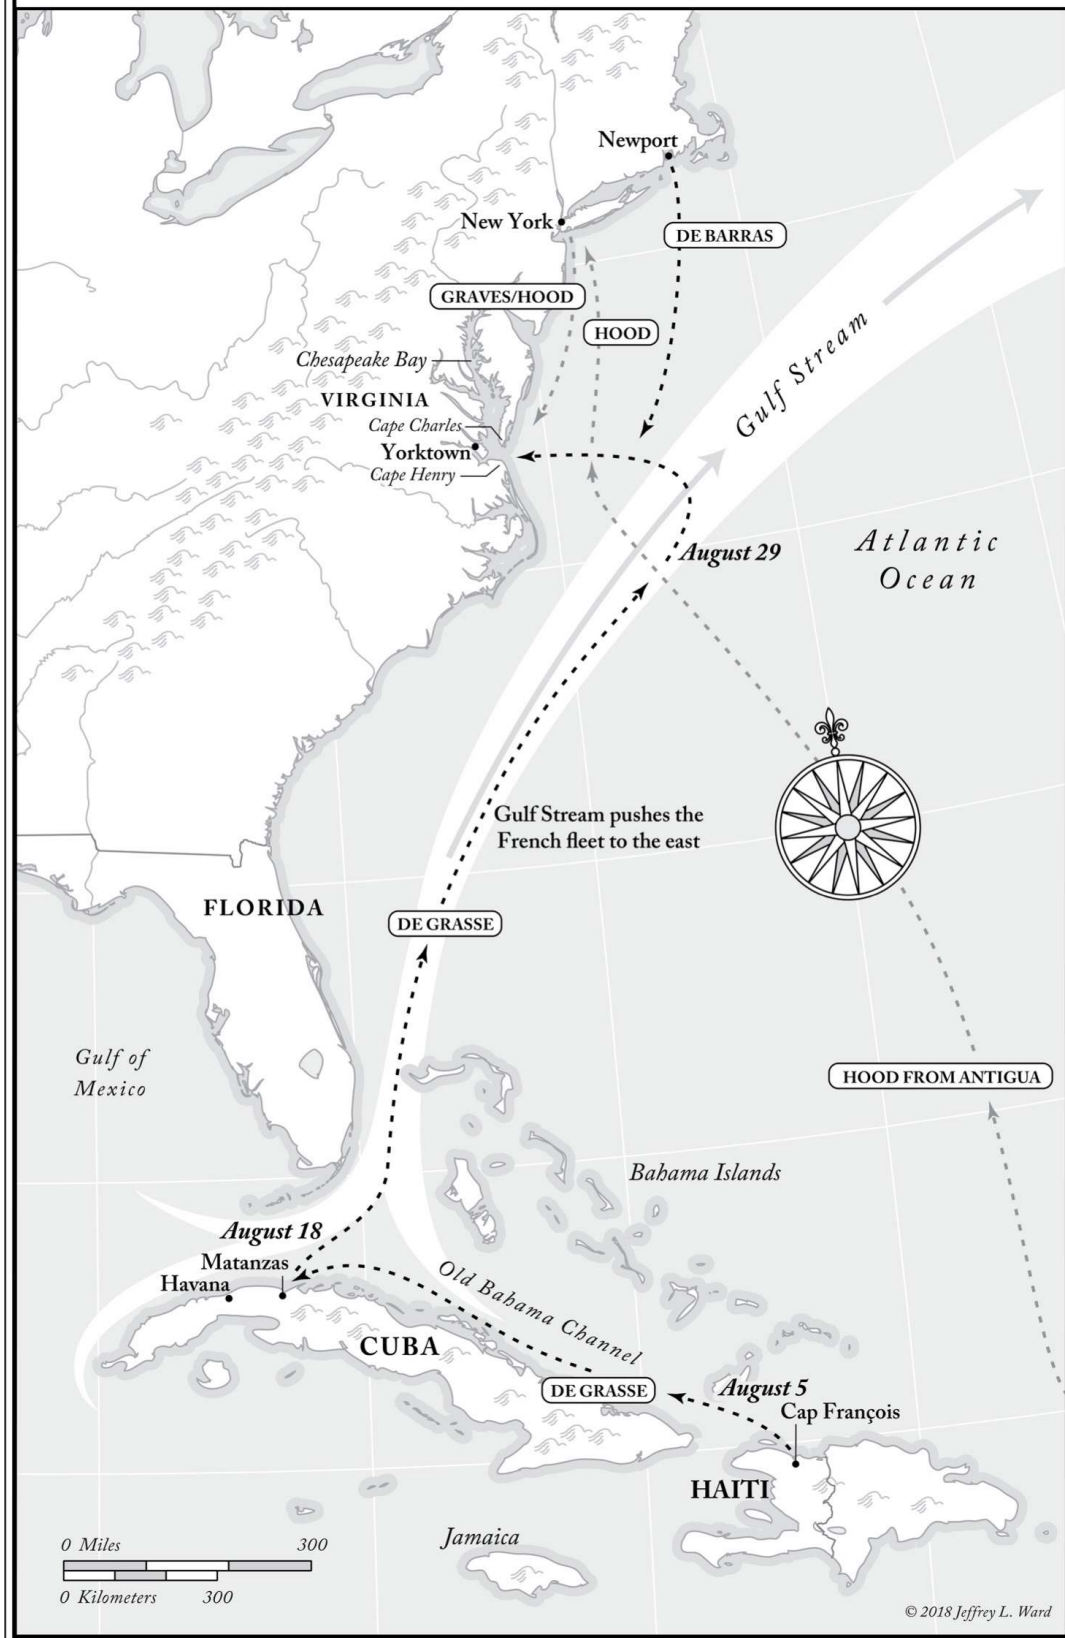 Newport
New York
DE BARRAS
GRAVES/HOOD
HOOD
Chesapeake Bay
VIRGINIA
Cape Charles
Yorktown
Cape Henry
Gulf Stream
August 29
Atlantic
Ocean
Gulf Stream pushes the
French fleet to the east
FLORIDA
DE GRASSE
Gulf of
Mexico
HOOD FROM ANTIGUA
Bahama Islands
August 18
Matanzas
Havana
Old Bahama Channel
CUBA
DE GRASSE
August 5
Cap François
HAITI
Jamaica
0 Miles 300
0 Kilometers 300
© 2018 Jeffrey L. Ward